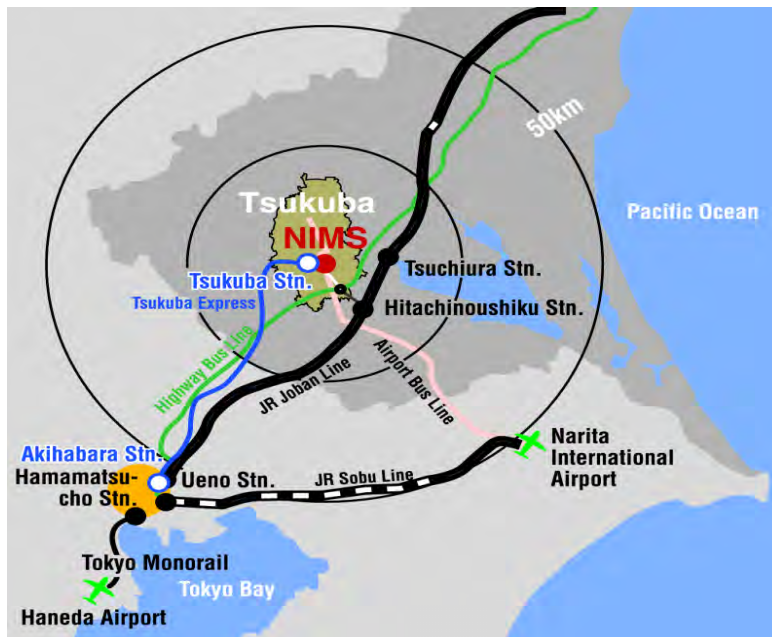 50km
Pacific Ocean
Tsukuba
NIMS
Tsukuba Stn.
Tsukuba Express
Tsuchiura Stn.
Hitachinoushiku Stn.
Highway Bus Line
JR Joban Line
Airport Bus Line
Akihabara Stn.
Hamamatsu-
cho Stn.
Ueno Stn.
JR Sobu Line
Narita
International
Airport
Tokyo Monorail
Tokyo Bay
Haneda Airport